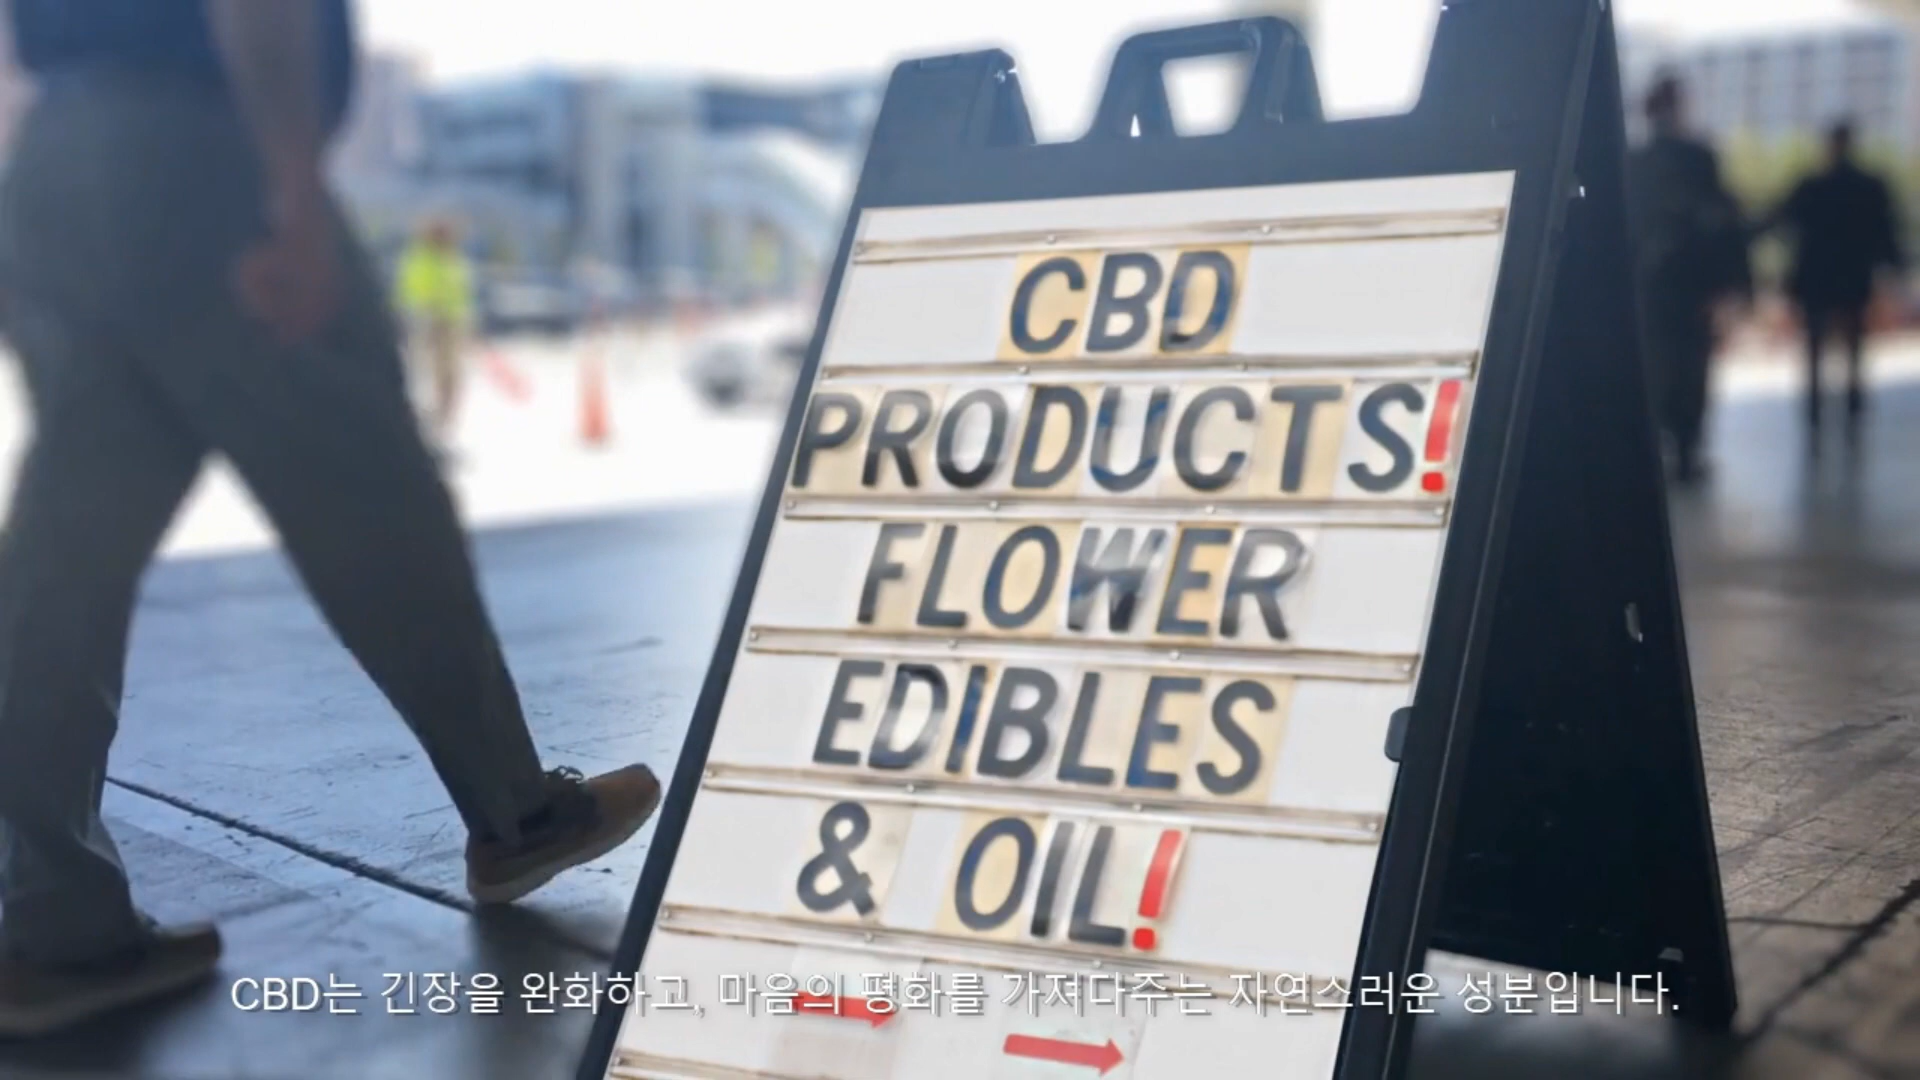 CBD
PRODUCTS!
FLOWER
EDIBLES
& OIL!
CBD는 긴장을 완화하고, 마음의 평화를 가져다주는 자연스러운 성분입니다.